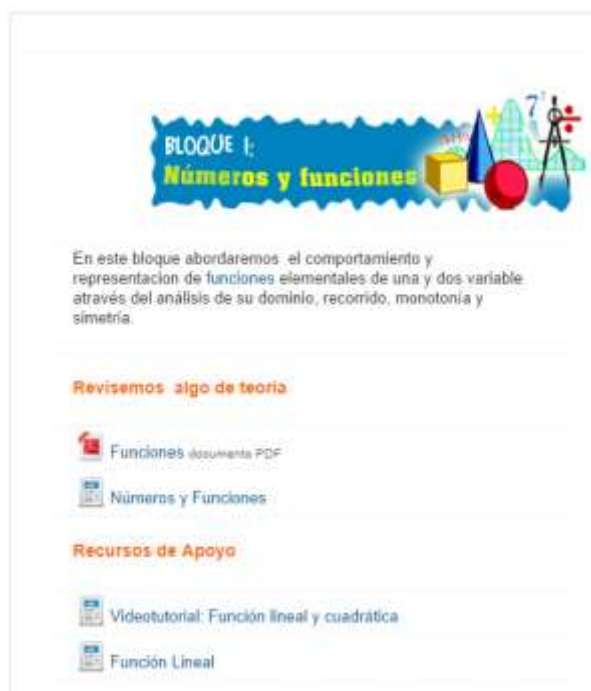 BLOQUE 1:
Números y funciones
7
En este bloque abordaremos el comportamiento y
representacion de funciones elementales de una y dos variable
através del análisis de su dominio, recorrido, monotonía y
simetría.
Revisemos algo de teoría
Funciones documento PDF
Números y Funciones
Recursos de Apoyo
Videotutorial: Función lineal y cuadrática
Función Lineal